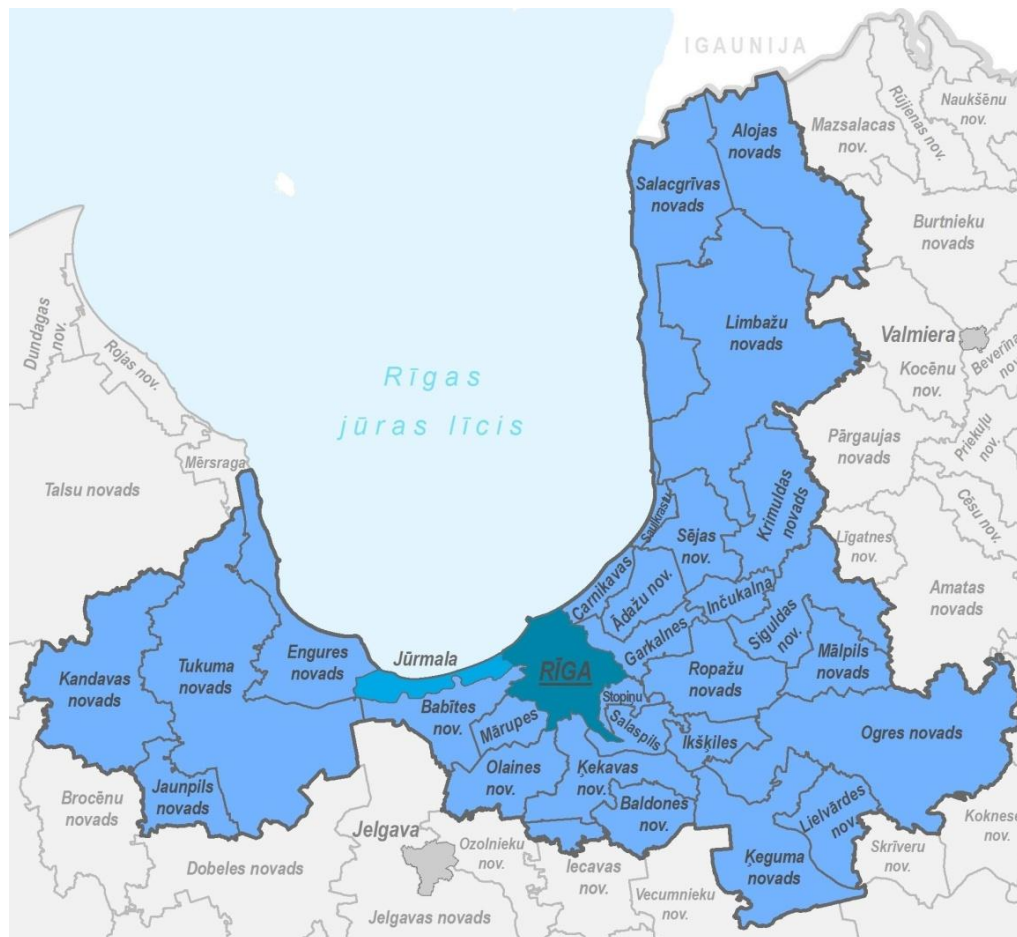 IGAUNIJA
Mazsalacas
nov.
Rūjienas nov.
Naukšēnu
nov.
Alojas
novads
Salacgrīvas
novads
Burtnieku
novads
Dundagas
nov.
Rojas nov.
Limbažu
novads
Valmiera
Beverīna
nov.
Kocēnu
nov.
Rīgas
jūras līcis
Pārgaujas
novads
Priekuļu
nov.
Mērsraga
Talsu novads
Krimuldas
novads
Cēsu nov.
Saulkrastu
Sējas
nov.
Līgatnes
nov.
Carnikavas
Ādažu nov.
Inčukalna
Amatas
novads
Garkalnes
Siguldas
nov.
Mālpils
novads
Jūrmala
Engures
novads
Tukuma
novads
Kandavas
novads
RĪGA
Ropažu
novads
Stopiņu
Babītes
nov.
Mārupes
Salaspils
Ikšķiles
Ogres novads
Olaines
nov.
Ķekavas
nov.
Baldones
nov.
Jaunpils
novads
Brocēnu
novads
Lielvārdes
nov.
Koknese
nov.
Jelgava
Ozolnieku
nov.
Iecavas
nov.
Skrīveru
nov.
Dobeles novads
Ķeguma
novads
Vecumnieku
nov.
Jelgavas novads